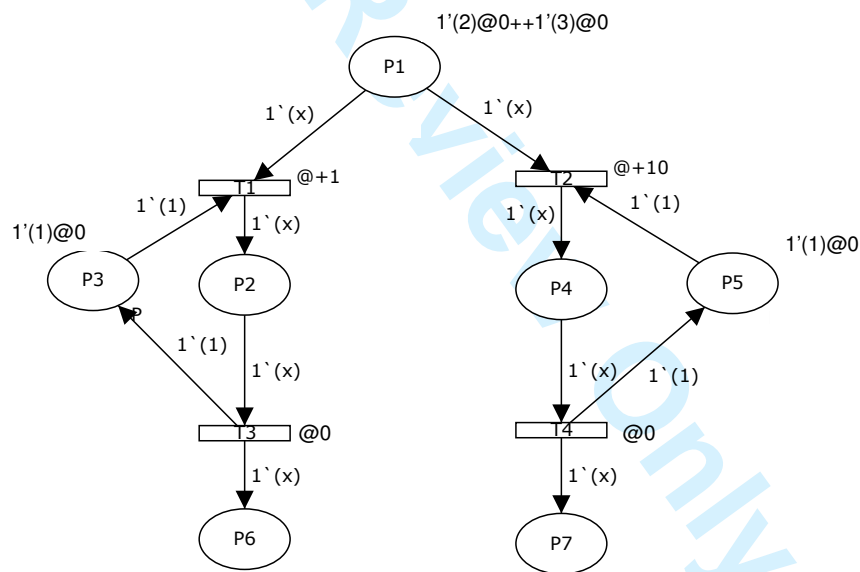 1'(2)@0++1'(3)@0
P1
1`(x)
1`(x)
T1
@+1
T2
@+10
1`(1)
1`(x)
1`(x)
1`(1)
1'(1)@0
1'(1)@0
P3
P2
P4
P5
P
1`(1)
1`(x)
1`(x)
1`(1)
T3
@0
T4
@0
1`(x)
1`(x)
P6
P7
Review Only